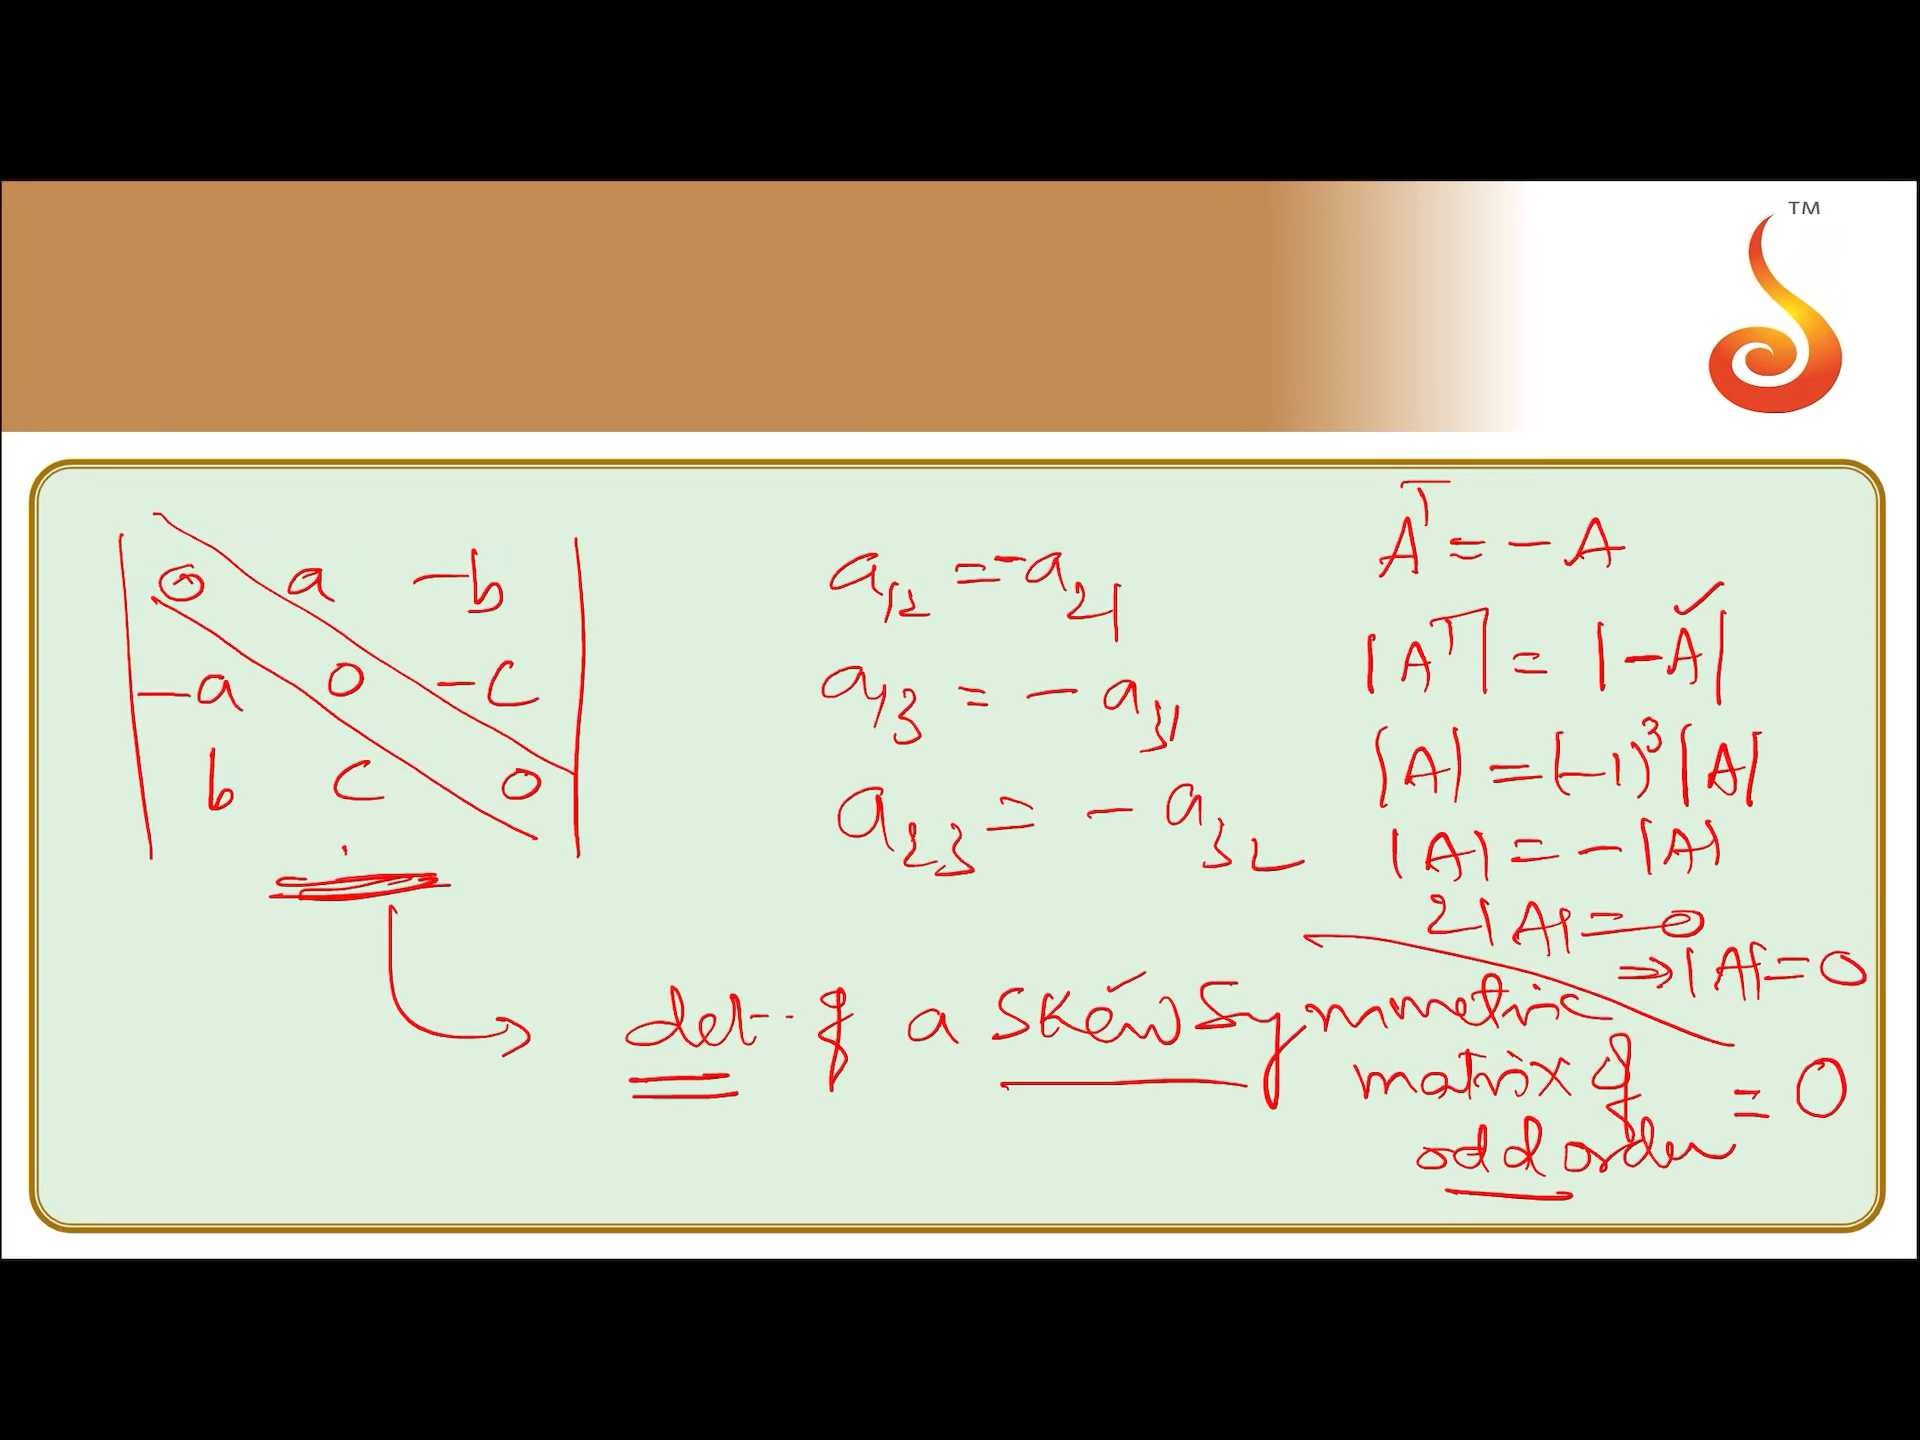 TM
0 a -b
-a 0 -c
b c 0
a₁₂ = -a₂₁
a₁₃ = - a₃₁
a₂₃ = - a₃₂
Aᵀ = - A
|Aᵀ| = |-A|
|A| = (-1)³ |A|
|A| = - |A|
2|A| = 0
⇒ |A| = 0
det. of a skew symmetric
matrix of
odd order
= 0